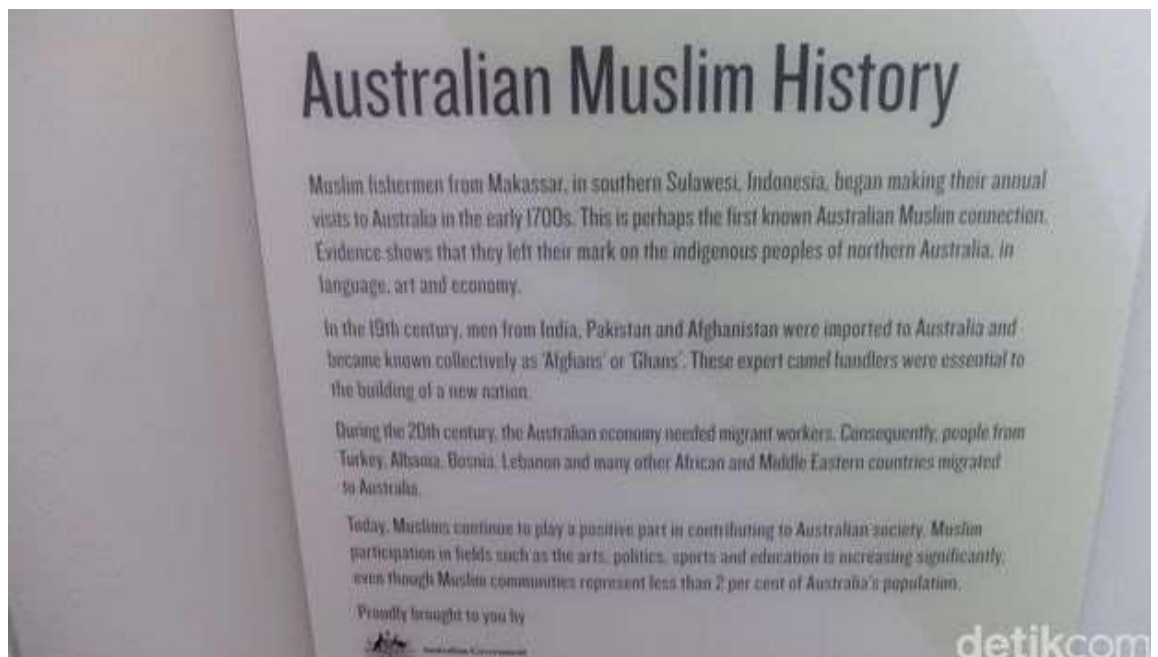 Australian Muslim History
Muslim fishermen from Makassar, in southern Sulawesi, Indonesia, began making their annual
visits to Australia in the early 1700s. This is perhaps the first known Australian Muslim connection.
Evidence shows that they left their mark on the indigenous peoples of northern Australia, in
language, art and economy.
In the 19th century, men from India, Pakistan and Afghanistan were imported to Australia and
became known collectively as 'Afghans' or 'Ghans'. These expert camel handlers were essential to
the building of a new nation.
During the 20th century, the Australian economy needed migrant workers. Consequently, people from
Turkey, Albania, Bosnia, Lebanon and many other African and Middle Eastern countries migrated
to Australia.
Today, Muslims continue to play a positive part in contributing to Australian society. Muslim
participation in fields such as the arts, politics, sports and education is increasing significantly,
even though Muslim communities represent less than 2 per cent of Australia's population.
Proudly brought to you by
Australian Government
detikcom